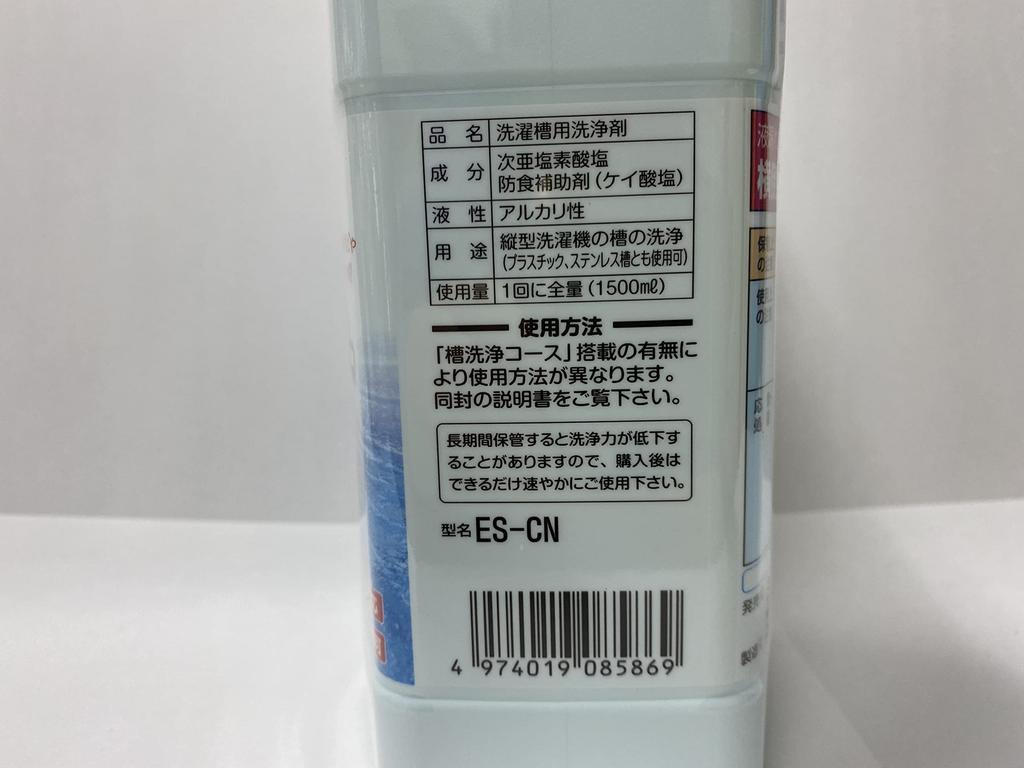 品名 洗濯槽用洗浄剤
成分 次亜塩素酸塩
防食補助剤(ケイ酸塩)
液性 アルカリ性
用途 縦型洗濯機の槽の洗浄
(プラスチック、ステンレス槽とも使用可)
使用量 1回に全量(1500mℓ)
使用方法
「槽洗浄コース」搭載の有無に
より使用方法が異なります。
同封の説明書をご覧下さい。
長期間保管すると洗浄力が低下す
ることがありますので、購入後は
できるだけ速やかにご使用下さい。
型名 ES-CN
4 974019 085869